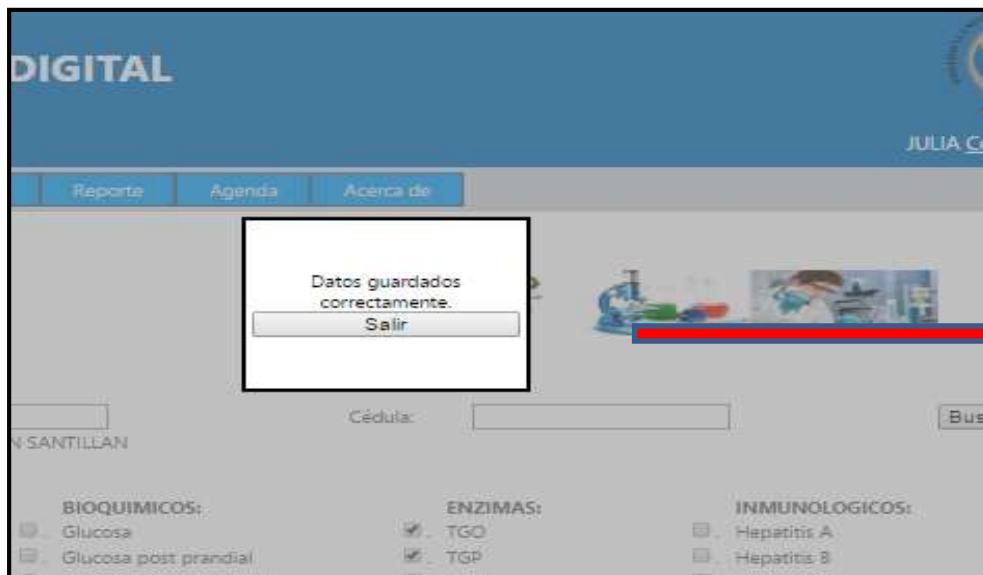 DIGITAL
JULIA
Reporte Agenda Acerca de
Datos guardados
correctamente.
Salir
Cédula:
SANTILLAN
BIOQUIMICOS: ENZIMAS: INMUNOLOGICOS:
Glucosa TGO Hepatitis A
Glucosa post prandial TGP Hepatitis B